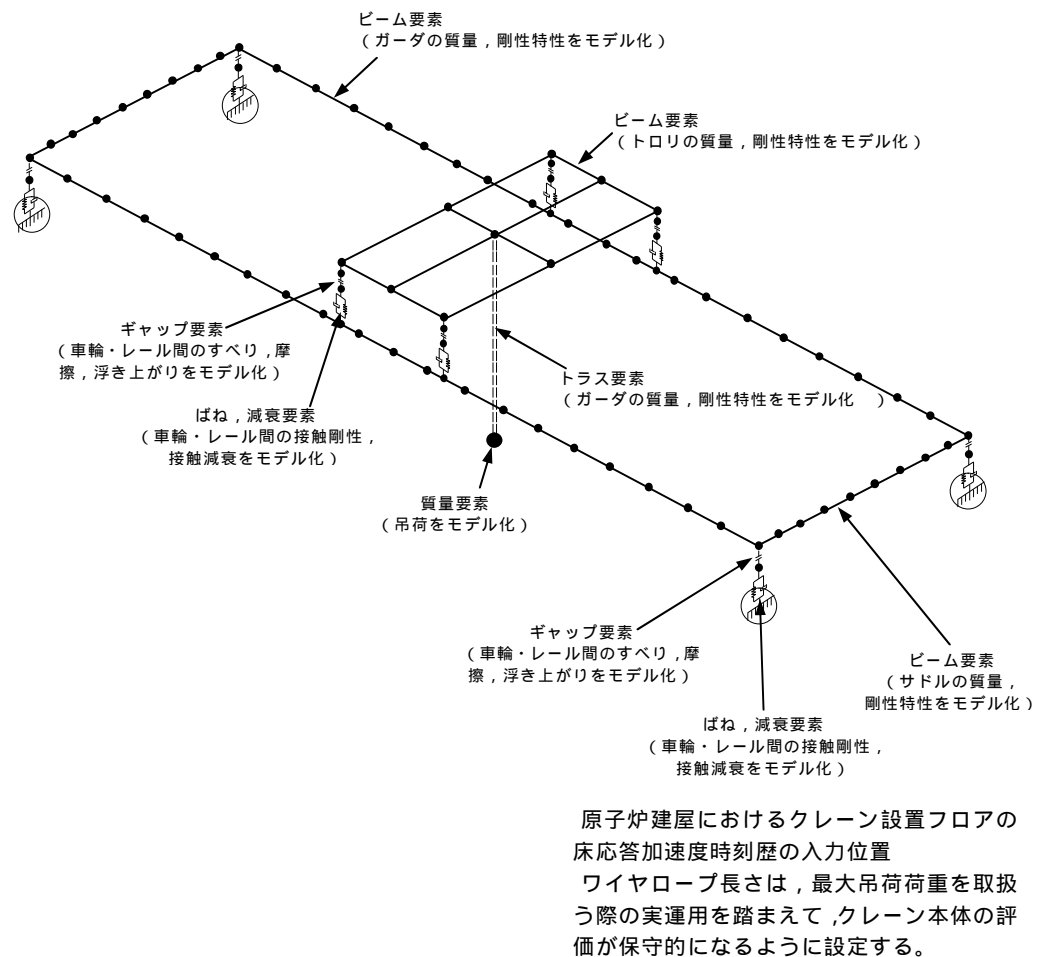 ビーム要素
(ガーダの質量,剛性特性をモデル化)
ビーム要素
(トロリの質量,剛性特性をモデル化)
ギャップ要素
(車輪・レール間のすべり,摩
擦,浮き上がりをモデル化)
トラス要素
(ガーダの質量,剛性特性をモデル化 )
ばね,減衰要素
(車輪・レール間の接触剛性,
接触減衰をモデル化)
質量要素
(吊荷をモデル化)
ギャップ要素
(車輪・レール間のすべり,摩
擦,浮き上がりをモデル化)
ビーム要素
(サドルの質量,
剛性特性をモデル化)
ばね,減衰要素
(車輪・レール間の接触剛性,
接触減衰をモデル化)
原子炉建屋におけるクレーン設置フロアの
床応答加速度時刻歴の入力位置
ワイヤロープ長さは,最大吊荷荷重を取扱
う際の実運用を踏まえて,クレーン本体の評
価が保守的になるように設定する。